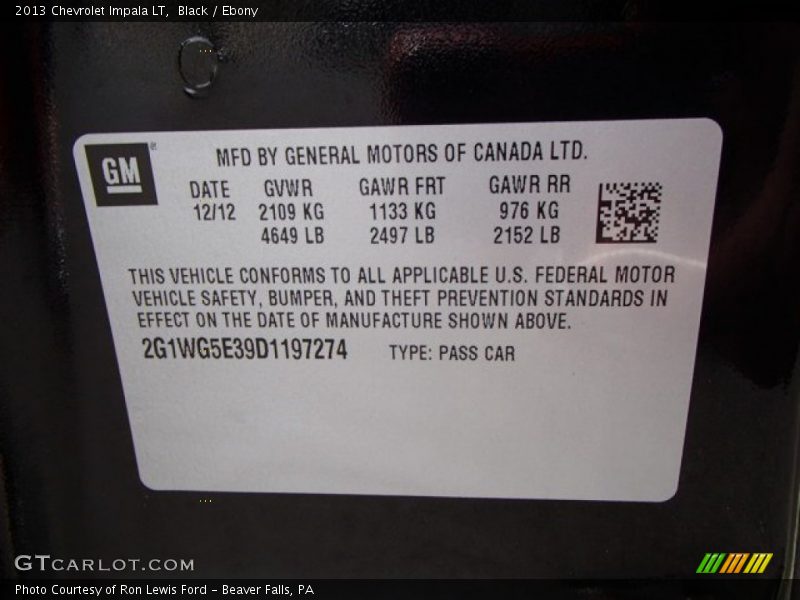 2013 Chevrolet Impala LT, Black / Ebony
GM
MFD BY GENERAL MOTORS OF CANADA LTD.
DATE GVWR GAWR FRT GAWR RR
12/12 2109 KG 1133 KG 976 KG
4649 LB 2497 LB 2152 LB
THIS VEHICLE CONFORMS TO ALL APPLICABLE U.S. FEDERAL MOTOR
VEHICLE SAFETY, BUMPER, AND THEFT PREVENTION STANDARDS IN
EFFECT ON THE DATE OF MANUFACTURE SHOWN ABOVE.
2G1WG5E39D1197274 TYPE: PASS CAR
GTCARLOT.COM
Photo Courtesy of Ron Lewis Ford - Beaver Falls, PA